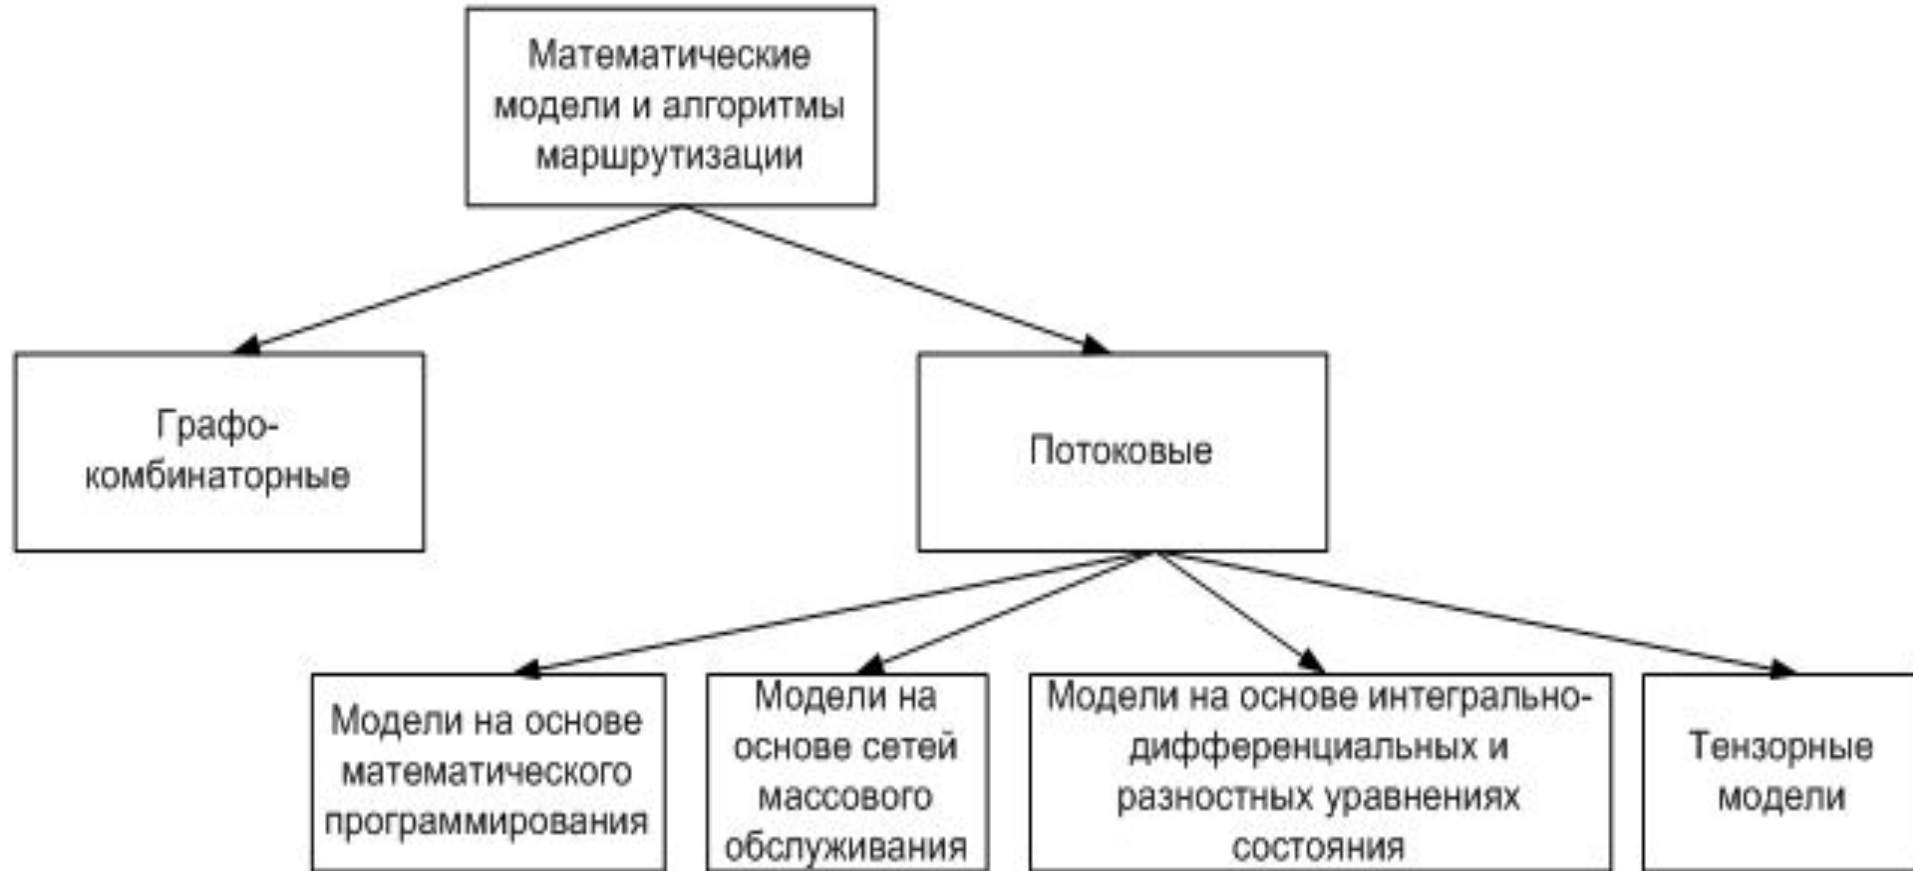 Математические
модели и алгоритмы
маршрутизации
Графо-
комбинаторные
Потоковые
Модели на основе
математического
программирования
Модели на
основе сетей
массового
обслуживания
Модели на основе интегрально-
дифференциальных и
разностных уравнениях
состояния
Тензорные
модели